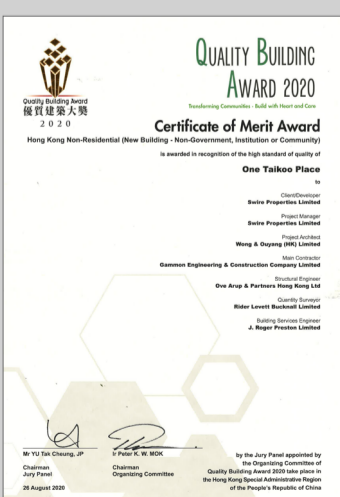 Quality Building Award
優質建築大獎
2020
QUALITY BUILDING
AWARD 2020
Transforming Communities - Build with Heart and Care
Certificate of Merit Award
Hong Kong Non-Residential (New Building - Non-Government, Institution or Community)
is awarded in recognition of the high standard of quality of
One Taikoo Place
to
Client/Developer
Swire Properties Limited
Project Manager
Swire Properties Limited
Project Architect
Wong & Ouyang (HK) Limited
Main Contractor
Gammon Engineering & Construction Company Limited
Structural Engineer
Ove Arup & Partners Hong Kong Ltd
Quantity Surveyor
Rider Levett Bucknall Limited
Building Services Engineer
J. Roger Preston Limited
Mr YU Tak Cheung, JP
Chairman
Jury Panel
26 August 2020
Ir Peter K. W. MOK
Chairman
Organizing Committee
by the Jury Panel appointed by
the Organizing Committee of
Quality Building Award 2020 take place in
the Hong Kong Special Administrative Region
of the People's Republic of China